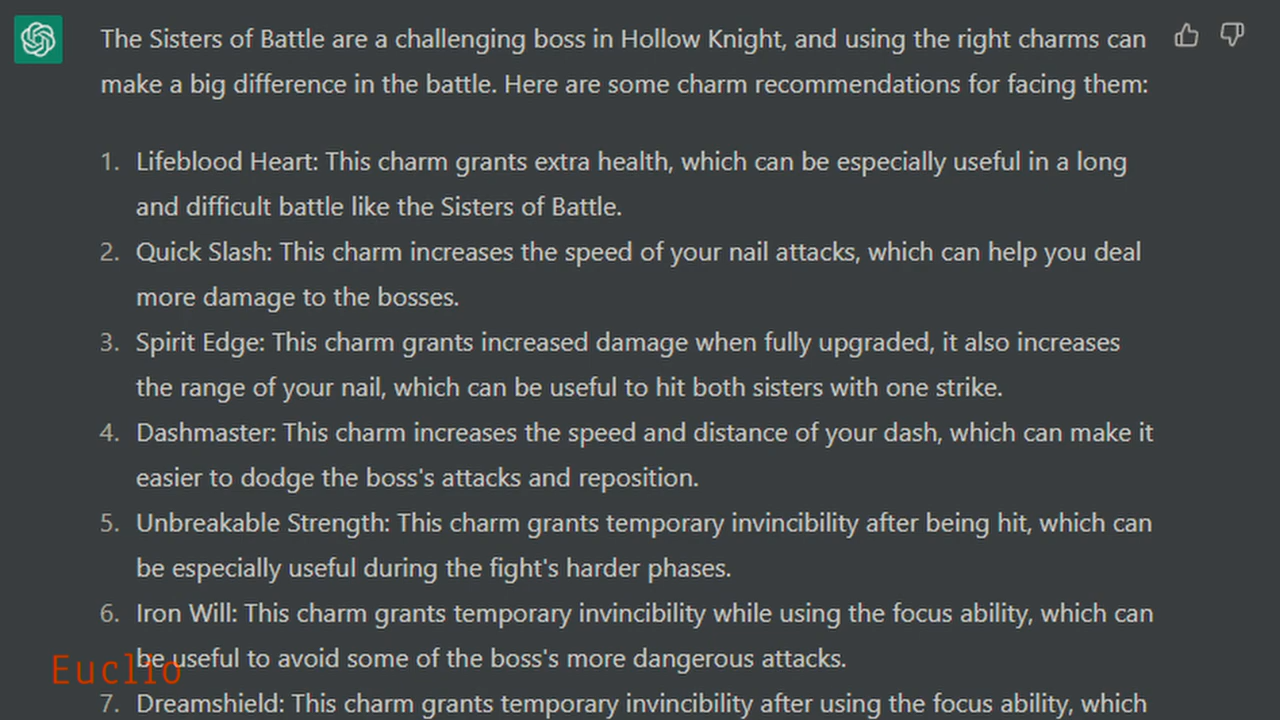 The Sisters of Battle are a challenging boss in Hollow Knight, and using the right charms can
make a big difference in the battle. Here are some charm recommendations for facing them:
1. Lifeblood Heart: This charm grants extra health, which can be especially useful in a long
and difficult battle like the Sisters of Battle.
2. Quick Slash: This charm increases the speed of your nail attacks, which can help you deal
more damage to the bosses.
3. Spirit Edge: This charm grants increased damage when fully upgraded, it also increases
the range of your nail, which can be useful to hit both sisters with one strike.
4. Dashmaster: This charm increases the speed and distance of your dash, which can make it
easier to dodge the boss's attacks and reposition.
5. Unbreakable Strength: This charm grants temporary invincibility after being hit, which can
be especially useful during the fight's harder phases.
6. Iron Will: This charm grants temporary invincibility while using the focus ability, which can
be useful to avoid some of the boss's more dangerous attacks.
Euclio
7. Dreamshield: This charm grants temporary invincibility after using the focus ability, which